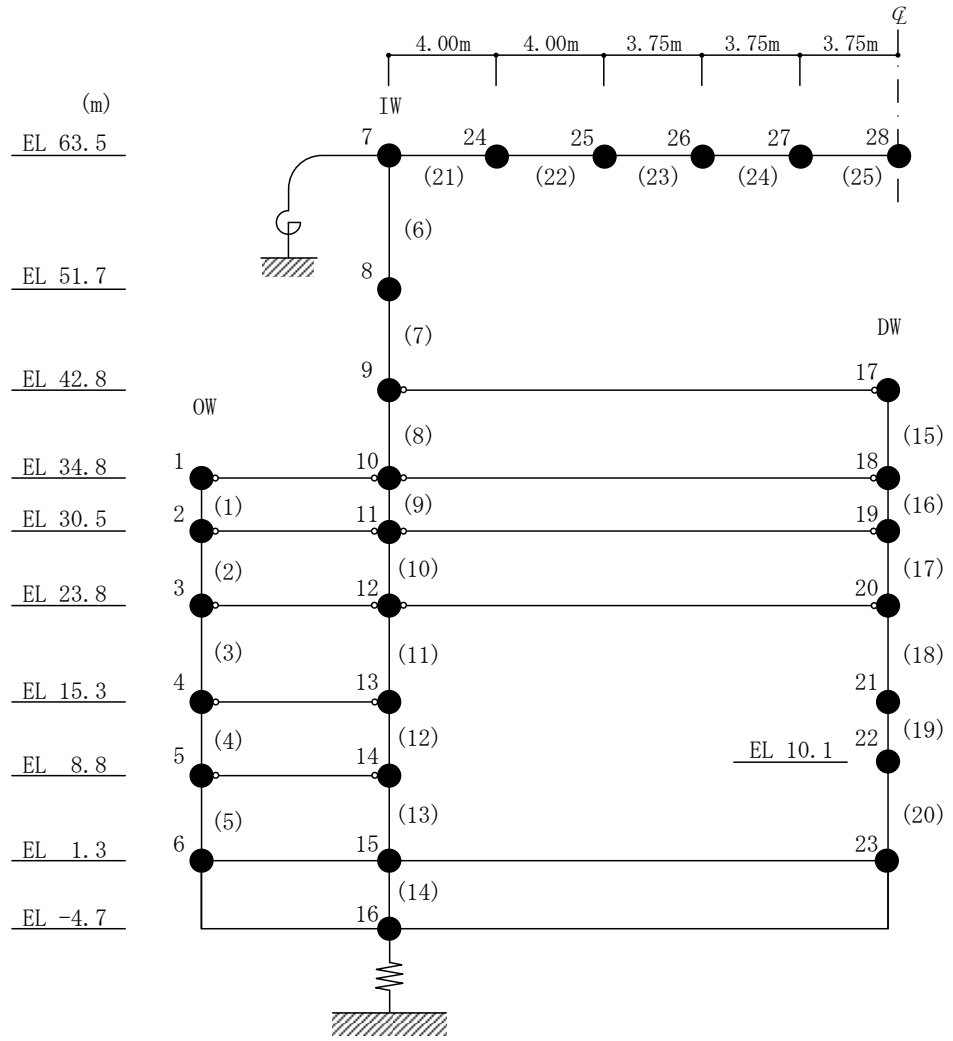 ℄
4.00m 4.00m 3.75m 3.75m 3.75m
(m)
IW
EL 63.5
7 24 25 26 27 28
(21) (22) (23) (24) (25)
(6)
EL 51.7
8
(7)
DW
EL 42.8
9 17
OW
(8) (15)
EL 34.8
1 10 18
(1) (9) (16)
EL 30.5
2 11 19
(2) (10) (17)
EL 23.8
3 12 20
(3) (11) (18)
EL 15.3
4 13 21
(4) (12) (19)
EL 8.8
5 14 22
EL 10.1
(5) (13) (20)
EL 1.3
6 15 23
(14)
EL -4.7
16